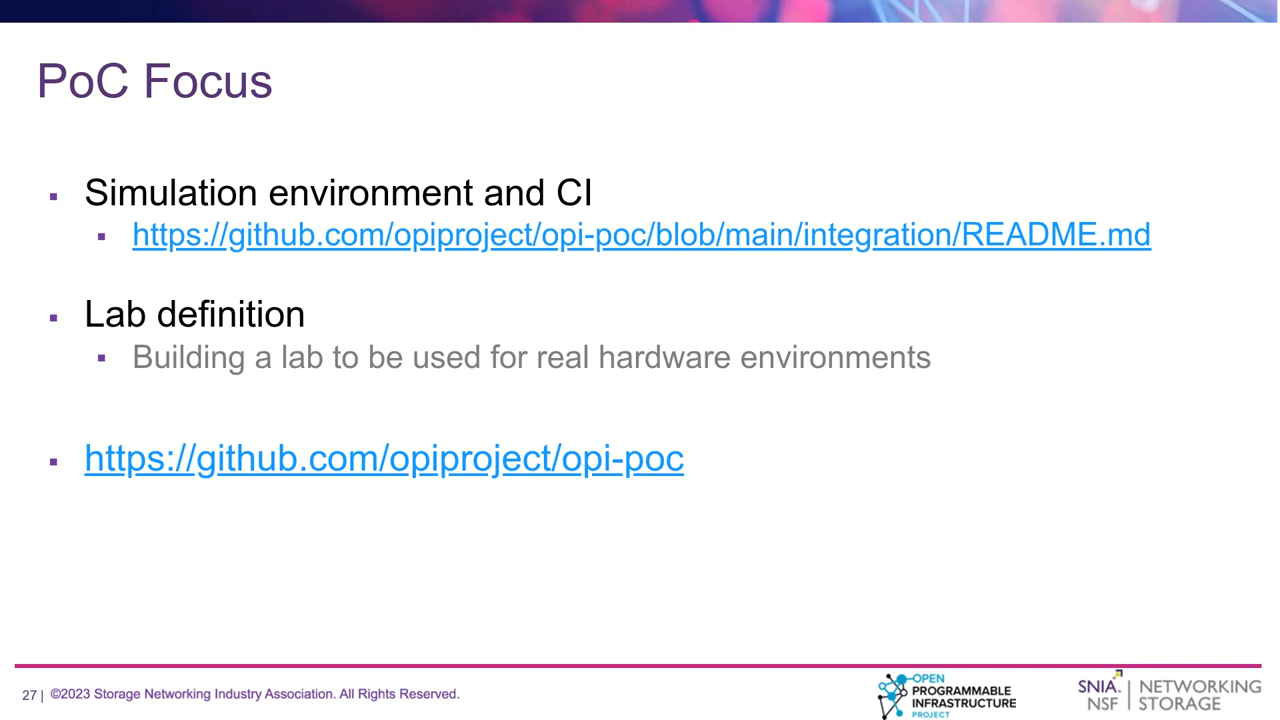 PoC Focus
▪ Simulation environment and CI
▪ https://github.com/opiproject/opi-poc/blob/main/integration/README.md
▪ Lab definition
▪ Building a lab to be used for real hardware environments
▪ https://github.com/opiproject/opi-poc
27 | ©2023 Storage Networking Industry Association. All Rights Reserved.
OPEN
PROGRAMMABLE
INFRASTRUCTURE
PROJECT
SNIA. | NETWORKING
NSF | STORAGE